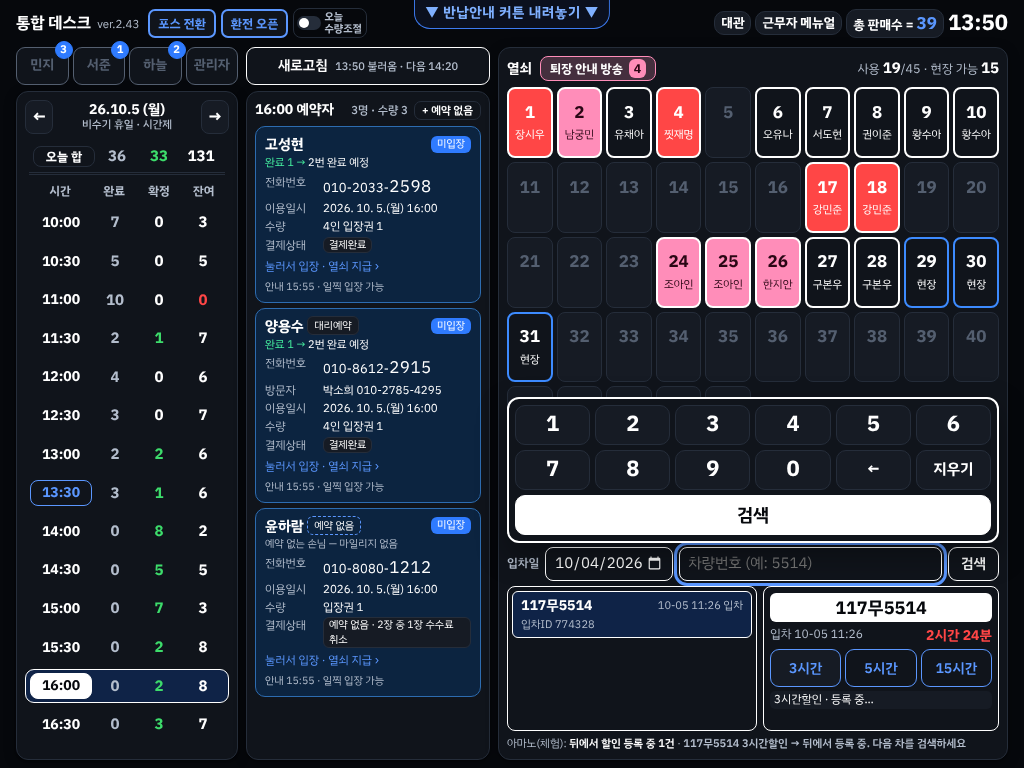 통합 데스크 ver.2.43 포스 전환 환전 오픈 오늘 수량조절 ▼ 반납안내 커튼 내려놓기 ▼ 대관 근무자 메뉴얼 총 판매수 = 39 13:50
민지 3 서준 1 하늘 2 관리자
← 26.10.5 (월) →
비수기 휴일 · 시간제
오늘 합 36 33 131
시간 완료 확정 잔여
10:00 7 0 3
10:30 5 0 5
11:00 10 0 0
11:30 2 1 7
12:00 4 0 6
12:30 3 0 7
13:00 2 2 6
13:30 3 1 6
14:00 0 8 2
14:30 0 5 5
15:00 0 7 3
15:30 0 2 8
16:00 0 2 8
16:30 0 3 7
새로고침 13:50 불러옴 · 다음 14:20
16:00 예약자 3명 · 수량 3 + 예약 없음
고성현 미입장
완료 1 → 2번 완료 예정
전화번호 010-2033-2598
이용일시 2026. 10. 5.(월) 16:00
수량 4인 입장권 1
결제상태 결제완료
눌러서 입장 · 열쇠 지급 ›
안내 15:55 · 일찍 입장 가능
양용수 대리예약 미입장
완료 1 → 2번 완료 예정
전화번호 010-8612-2915
방문자 박소희 010-2785-4295
이용일시 2026. 10. 5.(월) 16:00
수량 4인 입장권 1
결제상태 결제완료
눌러서 입장 · 열쇠 지급 ›
안내 15:55 · 일찍 입장 가능
윤하람 예약 없음 미입장
예약 없는 손님 — 마일리지 없음
전화번호 010-8080-1212
이용일시 2026. 10. 5.(월) 16:00
수량 입장권 1
결제상태 예약 없음 · 2장 중 1장 수수료 취소
눌러서 입장 · 열쇠 지급 ›
안내 15:55 · 일찍 입장 가능
열쇠 퇴장 안내 방송 4 사용 19/45 · 현장 가능 15
1 2 3 4 5 6 7 8 9 10
장시우 남궁민 유채아 찟재명 오유나 서도현 권이준 황수아 황수아
11 12 13 14 15 16 17 18 19 20
강민준 강민준
21 22 23 24 25 26 27 28 29 30
조아인 조아인 한지안 구본우 구본우 현장 현장
31 32 33 34 35 36 37 38 39 40
현장
1 2 3 4 5 6
7 8 9 0 ← 지우기
검색
입차일 10/04/2026 차량번호 (예: 5514) 검색
117무5514 10-05 11:26 입차
입차ID 774328
117무5514
입차 10-05 11:26 2시간 24분
3시간 5시간 15시간
3시간할인 · 등록 중…
아마노(체험): 뒤에서 할인 등록 중 1건 · 117무5514 3시간할인 → 뒤에서 등록 중. 다음 차를 검색하세요